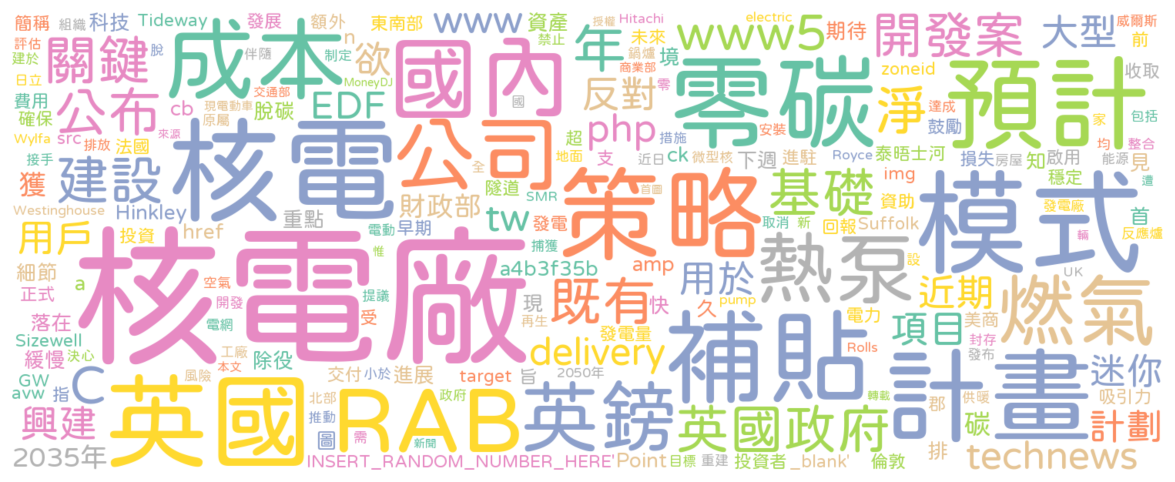 簡稱 組織 科技 Tideway 發展 額外 n 東南部 www 資產 禁止 授權 Hitachi 未來 electric 商業部 www5 期待 境 大型 威爾斯 前
評估 建於 日立 關鍵 脫 伴隨 成本 制定 MoneyDJ 國內 年 欲 鍋爐 零 零碳 zoneid 開發案 收取
費用 確保 公布 cb 交通部 現電動車 原屬 脫碳 EDF 國 反對 淨 達成 鼓勵 預計 家 包括
Wylfa 排放 src 法國 來源 php 超 措施 安裝 均 整合
接手 獲 建設 核電 公司 地面 支 近日 ck 微型核 下週 進駐 Royce 泰晤士河 損失 房屋 知 啟用 能源 見 遭
Westinghouse Hinkley 重點 財政部 全 隧道 SMR 策略 首圖 基礎 img 資助 模式 穩定 發電廠 首
用戶 投資 href 電動 早期 tw 發電 捕獲 取消 新 回報 Suffolk 反應爐 輛
細節 a 空氣 惟 核電廠 a4b3f35b amp 用於 熱泵 設 UK
正式 開發 提議 受 現 既有 快 久 pump 電力 近期 燃氣
落在 電網 再生 發電量 項目 美商 封存
Sizewell 緩慢 決心 工廠 本文 除役 交付 小於 進展 target delivery 補貼 Rolls 發布
GW avw 指 C 風險 旨 2050年 計畫 郡 供暖 迷你 吸引力
興建 英國 北部 推動 政府 RAB 英鎊 英國政府 轉載 碳 計劃
2035年 圖 需 新聞 INSERT_RANDOM_NUMBER_HERE' Point 目標 重建 投資者 _blank' 倫敦 排 technews